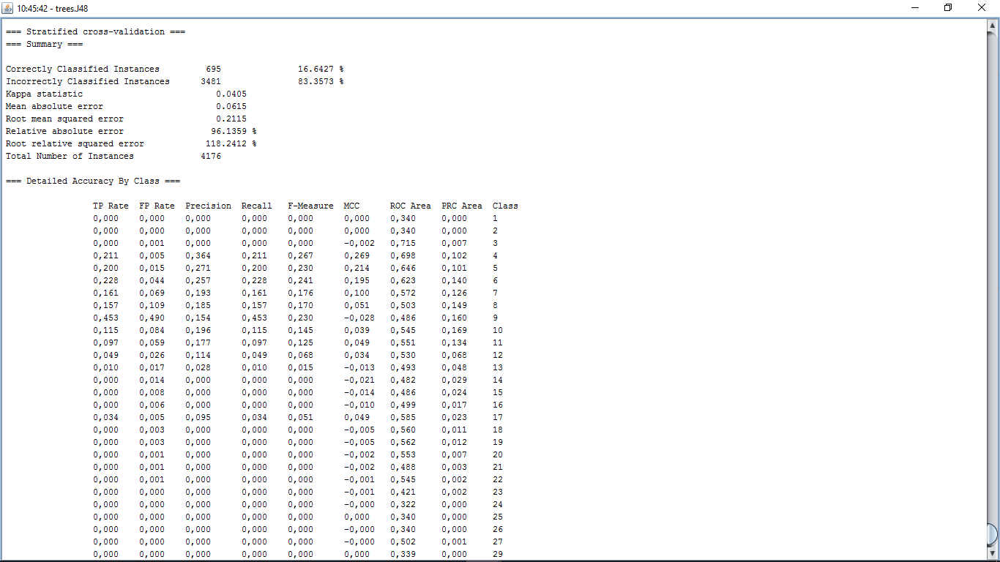 10:45:42 - trees.J48
=== Stratified cross-validation ===
=== Summary ===
Correctly Classified Instances 695 16.6427 %
Incorrectly Classified Instances 3481 83.3573 %
Kappa statistic 0.0405
Mean absolute error 0.0615
Root mean squared error 0.2115
Relative absolute error 96.1359 %
Root relative squared error 118.2412 %
Total Number of Instances 4176
=== Detailed Accuracy By Class ===
TP Rate FP Rate Precision Recall F-Measure MCC ROC Area PRC Area Class
0,000 0,000 0,000 0,000 0,000 0,000 0,340 0,000 1
0,000 0,000 0,000 0,000 0,000 0,000 0,340 0,000 2
0,000 0,001 0,000 0,000 0,000 -0,002 0,715 0,007 3
0,211 0,005 0,364 0,211 0,267 0,269 0,698 0,102 4
0,200 0,015 0,271 0,200 0,230 0,214 0,646 0,101 5
0,228 0,044 0,257 0,228 0,241 0,195 0,623 0,140 6
0,161 0,069 0,193 0,161 0,176 0,100 0,572 0,126 7
0,157 0,109 0,185 0,157 0,170 0,051 0,503 0,149 8
0,453 0,490 0,154 0,453 0,230 -0,028 0,486 0,160 9
0,115 0,084 0,196 0,115 0,145 0,039 0,545 0,169 10
0,097 0,059 0,177 0,097 0,125 0,049 0,551 0,134 11
0,049 0,026 0,114 0,049 0,068 0,034 0,530 0,068 12
0,010 0,017 0,028 0,010 0,015 -0,013 0,493 0,048 13
0,000 0,014 0,000 0,000 0,000 -0,021 0,482 0,029 14
0,000 0,008 0,000 0,000 0,000 -0,014 0,486 0,024 15
0,000 0,006 0,000 0,000 0,000 -0,010 0,499 0,017 16
0,034 0,005 0,095 0,034 0,051 0,049 0,585 0,023 17
0,000 0,003 0,000 0,000 0,000 -0,005 0,560 0,011 18
0,000 0,003 0,000 0,000 0,000 -0,005 0,562 0,012 19
0,000 0,001 0,000 0,000 0,000 -0,002 0,553 0,007 20
0,000 0,001 0,000 0,000 0,000 -0,002 0,488 0,003 21
0,000 0,001 0,000 0,000 0,000 -0,001 0,545 0,002 22
0,000 0,000 0,000 0,000 0,000 -0,001 0,421 0,002 23
0,000 0,000 0,000 0,000 0,000 -0,000 0,322 0,000 24
0,000 0,000 0,000 0,000 0,000 0,000 0,340 0,000 25
0,000 0,000 0,000 0,000 0,000 -0,000 0,340 0,000 26
0,000 0,000 0,000 0,000 0,000 -0,000 0,502 0,001 27
0,000 0,000 0,000 0,000 0,000 0,000 0,339 0,000 29